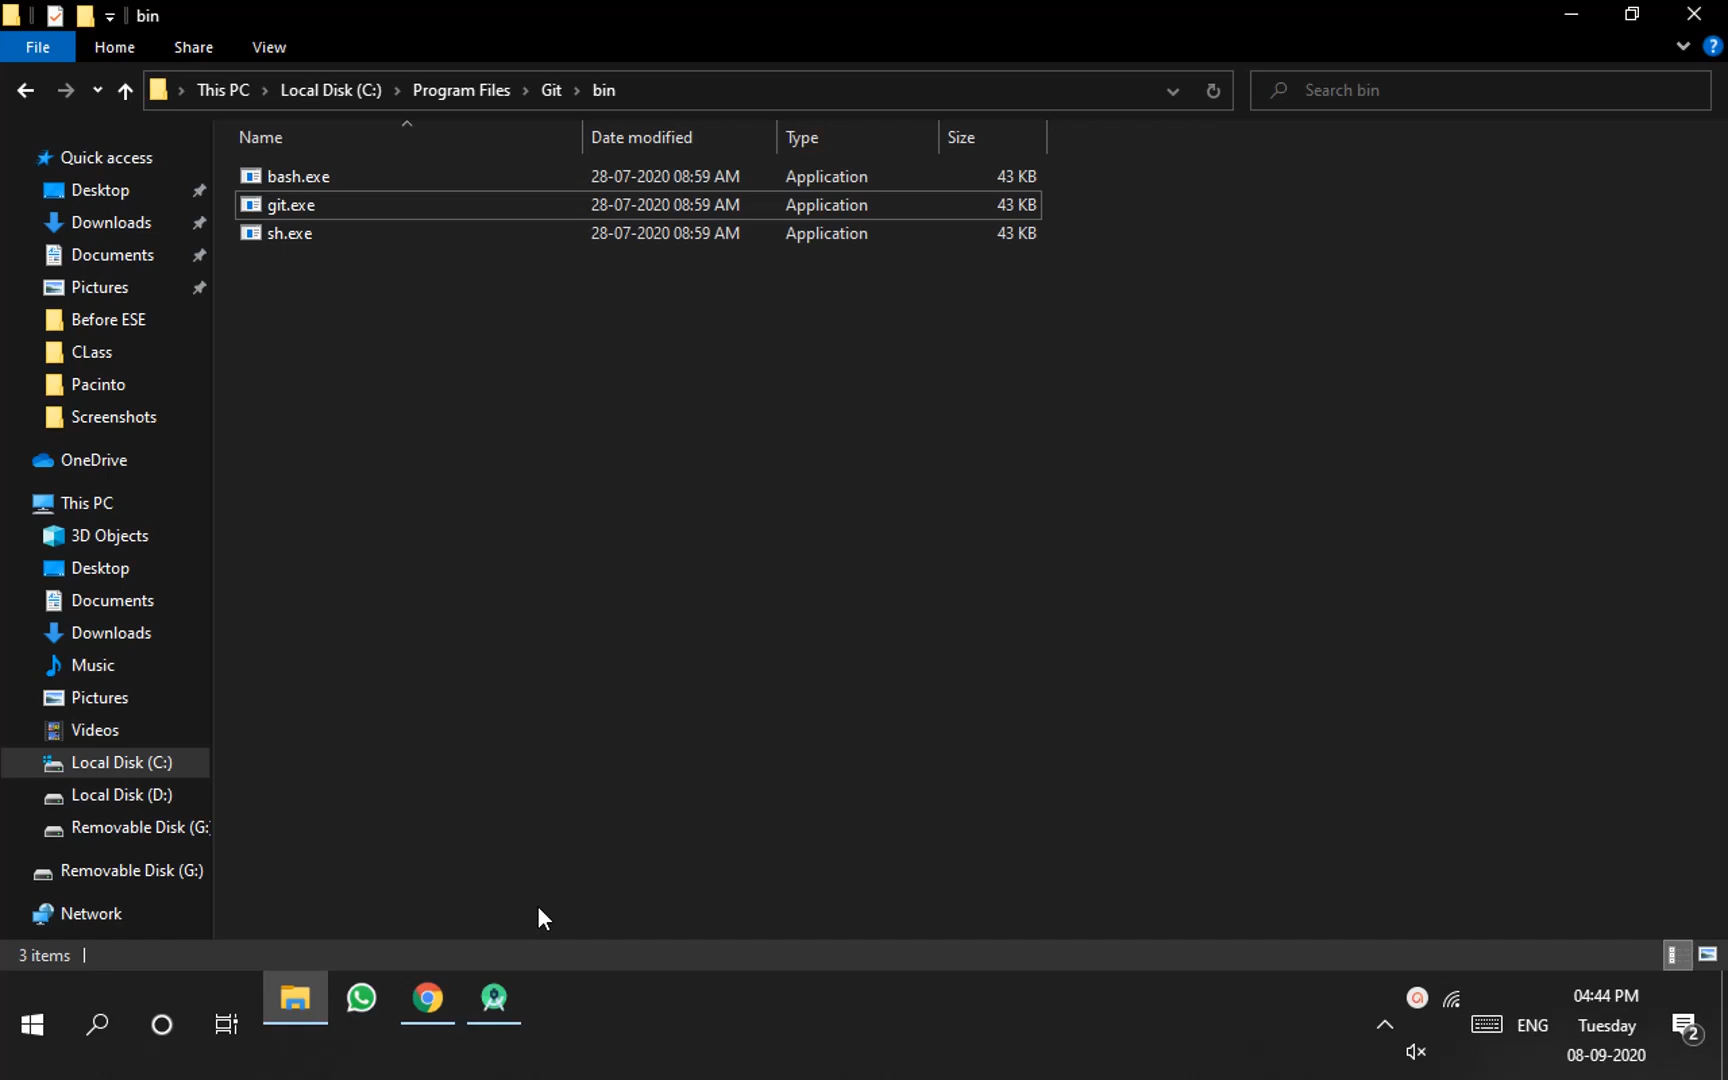 bin
File Home Share View
This PC Local Disk (C:) Program Files Git bin Search bin
Name Date modified Type Size
bash.exe 28-07-2020 08:59 AM Application 43 KB
git.exe 28-07-2020 08:59 AM Application 43 KB
sh.exe 28-07-2020 08:59 AM Application 43 KB
Quick access
Desktop
Downloads
Documents
Pictures
Before ESE
CLass
Pacinto
Screenshots
OneDrive
This PC
3D Objects
Desktop
Documents
Downloads
Music
Pictures
Videos
Local Disk (C:)
Local Disk (D:)
Removable Disk (G:
Removable Disk (G:)
Network
3 items
04:44 PM
ENG Tuesday 2
08-09-2020